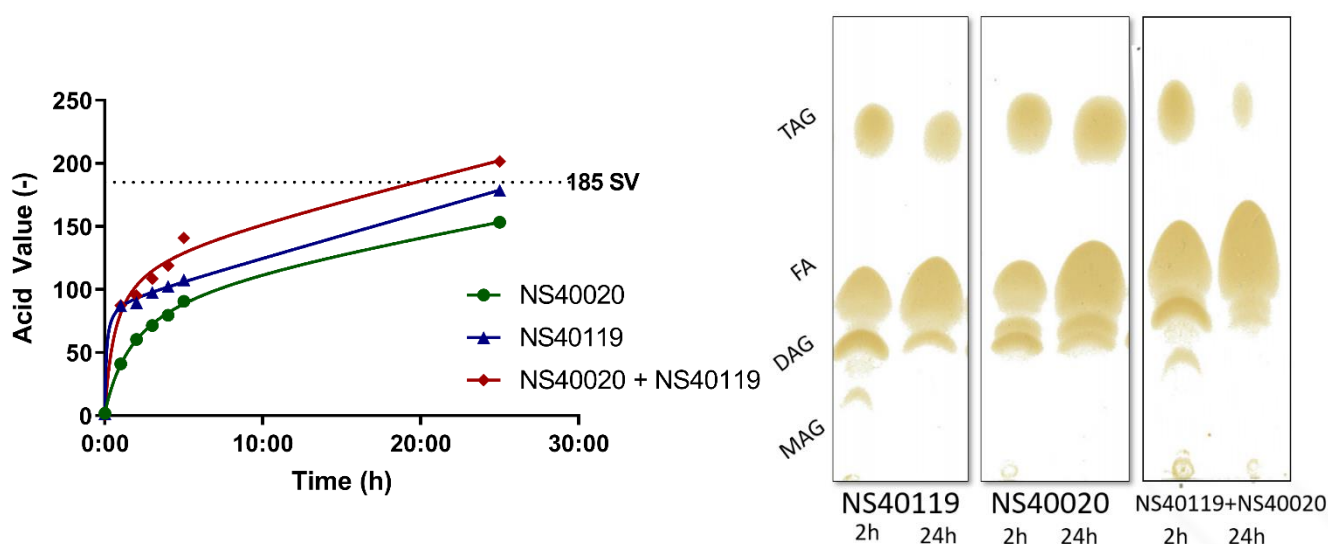 250
200
150
100
50
0
Acid Value (-)
0:00 10:00 20:00 30:00
Time (h)
185 SV
NS40020
NS40119
NS40020 + NS40119
TAG
FA
DAG
MAG
NS40119 NS40020 NS40119+NS40020
2h 24h 2h 24h 2h 24h